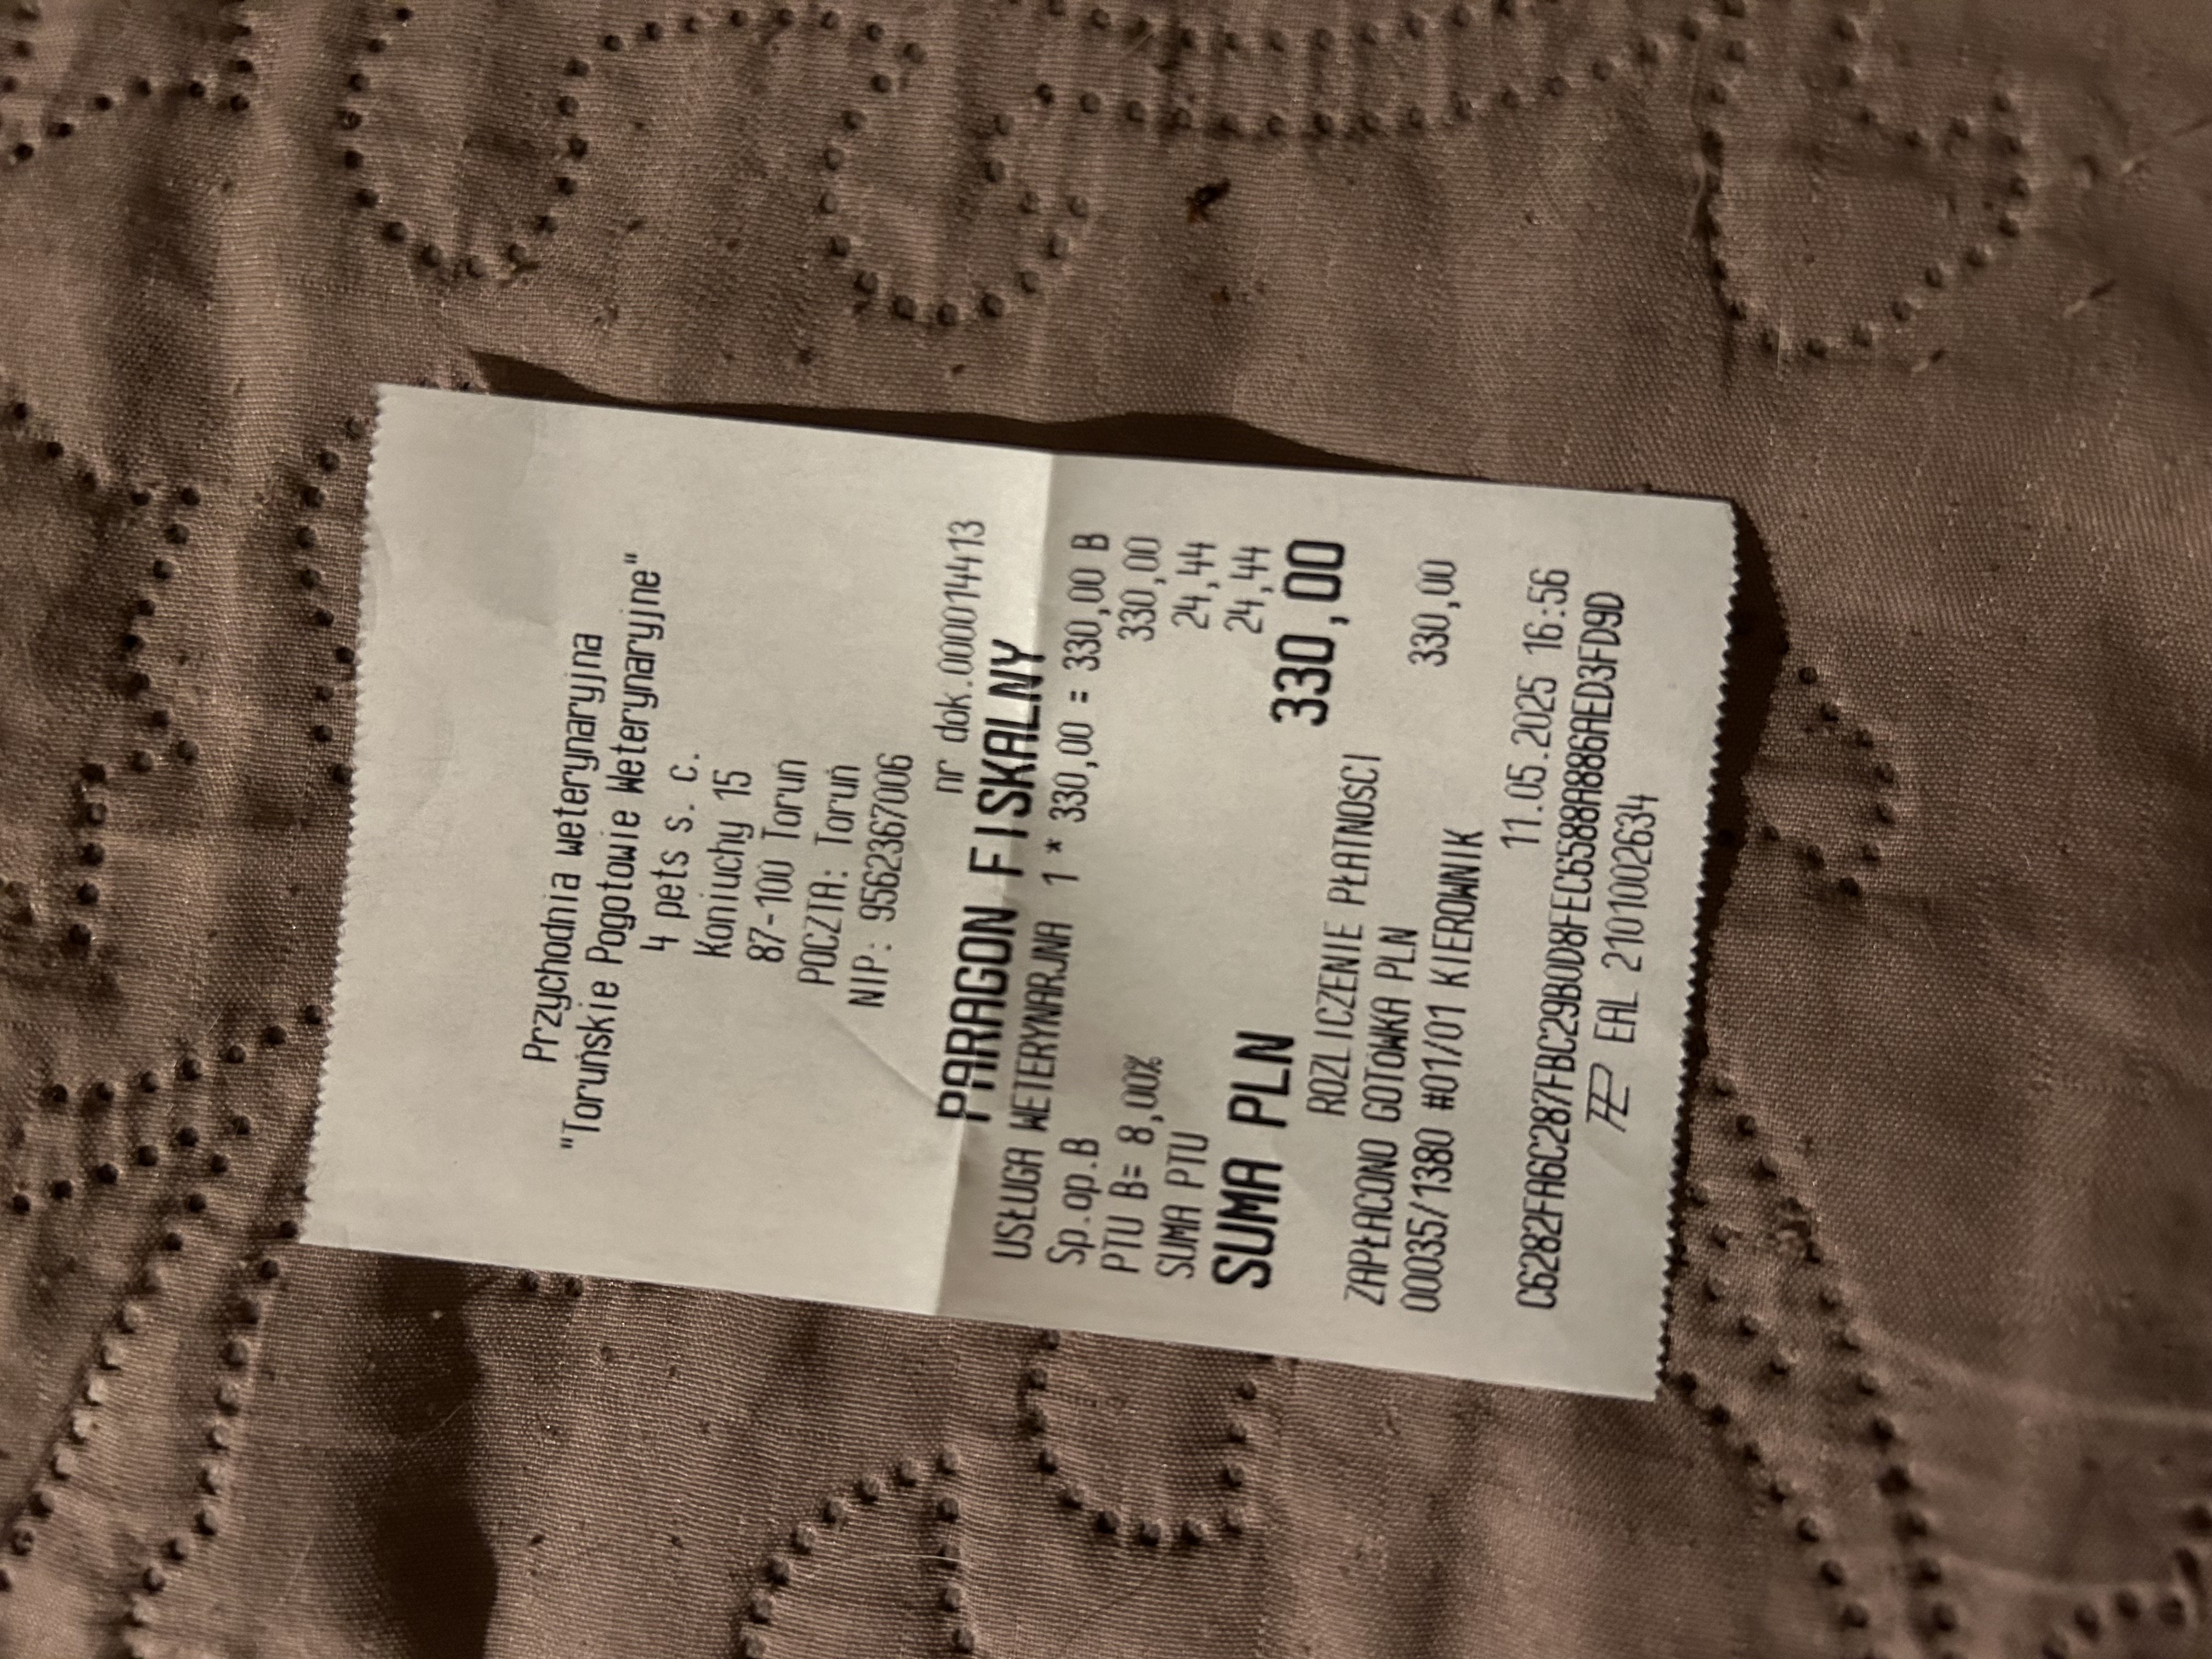 Przychodnia weterynaryjna
"Toruńskie Pogotowie Weterynaryjne"
4 pets s. c.
Koniuchy 15
87-100 Toruń
POCZTA: Toruń
NIP: 9562367006
nr dok.000014413
PARAGON FISKALNY
USŁUGA WETERYNARJNA 1 * 330,00 = 330,00 B
Sp.op.B 330,00
PTU B= 8,00% 24,44
SUMA PTU 24,44
SUMA PLN 330,00
ROZLICZENIE PŁATNOŚCI
ZAPŁACONO GOTÓWKA PLN 330,00
00035/1380 #01/01 KIEROWNIK
11.05.2025 16:56
C6282FA6C287FBC29B0D8FEC6588A886AED3FD9D
EAL 2101002634